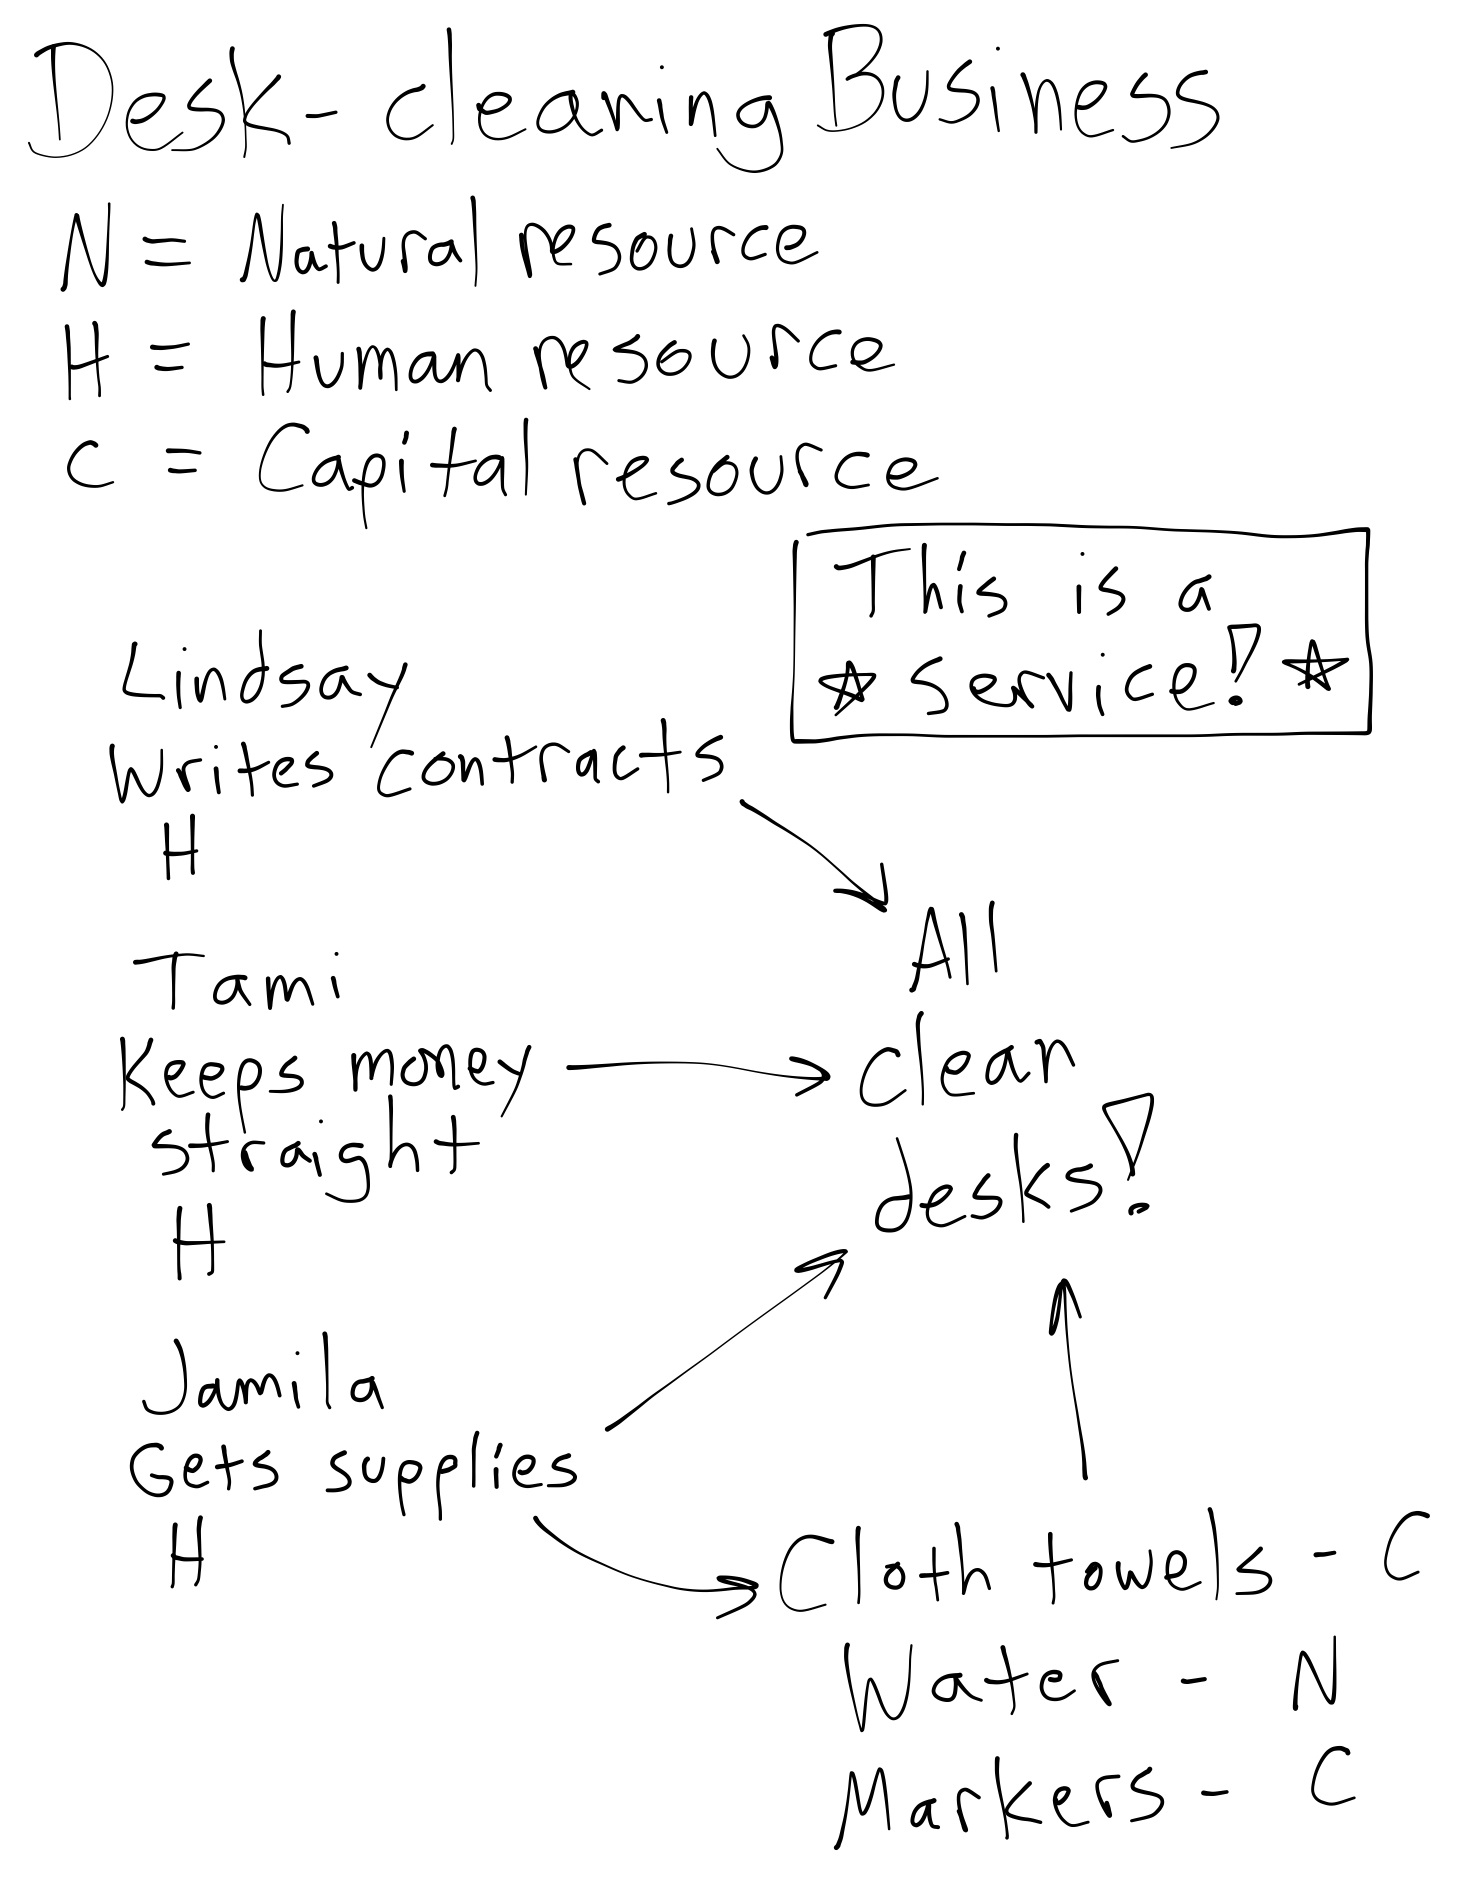 Desk-cleaning Business
N = Natural resource
H = Human resource
C = Capital resource
This is a
☆ service! ☆
Lindsay
Writes contracts
H
Tami
Keeps money
straight
H
Jamila
Gets supplies
H
All
clean
desks!
Cloth towels - C
Water - N
Markers - C